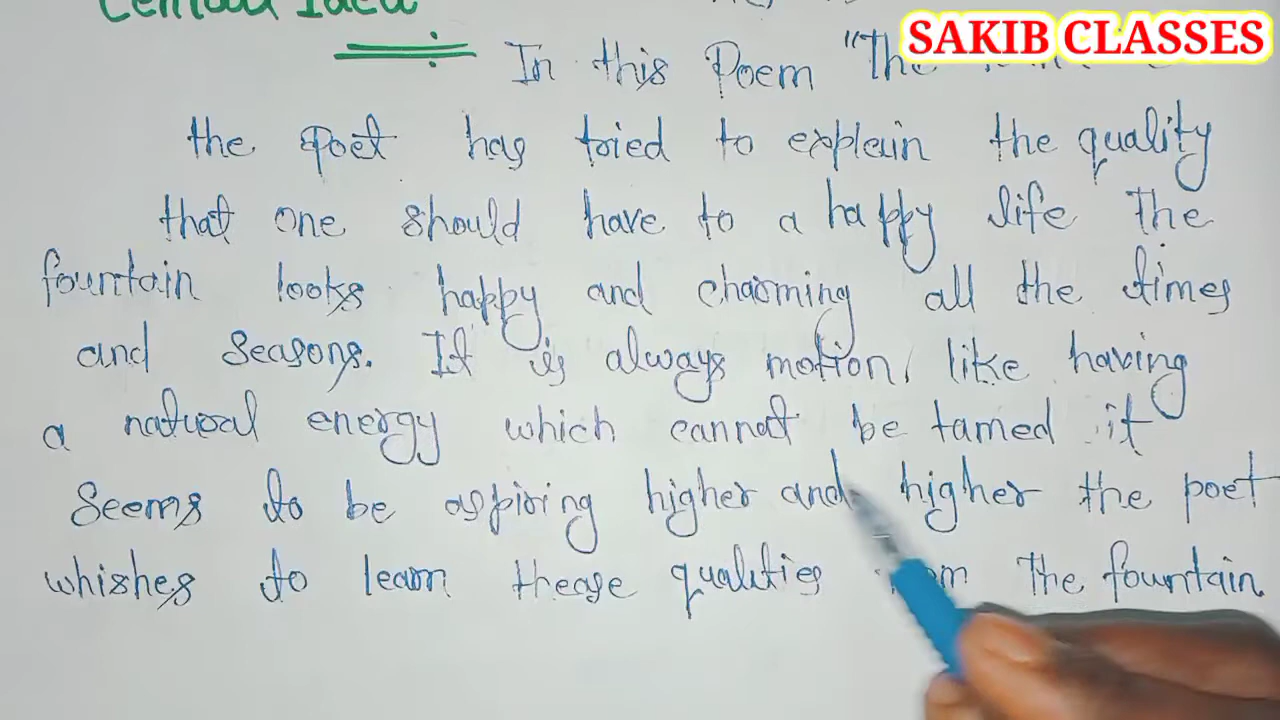 Central Idea
SAKIB CLASSES
In this Poem "The
the Poet has tried to explain the quality
that one should have to a happy life The
fountain looks happy and charming all the times
and seasons. It is always motion, like having
a natural energy which cannot be tamed it
seems to be aspiring higher and higher the poet
whishes to learn thease qualities from The fountain.